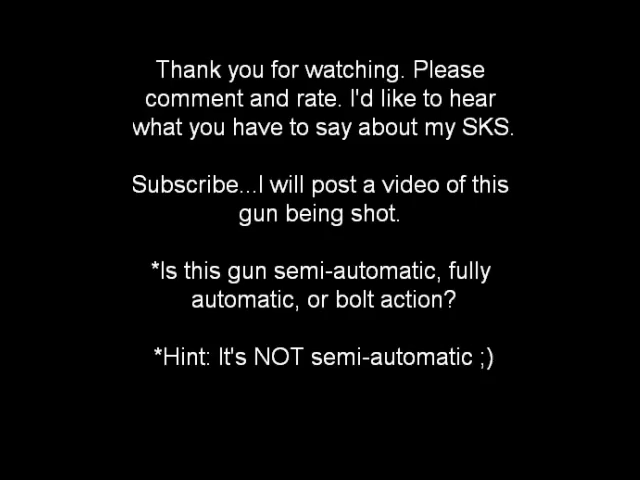 Thank you for watching. Please
comment and rate. I'd like to hear
what you have to say about my SKS.
Subscribe...I will post a video of this
gun being shot.
*Is this gun semi-automatic, fully
automatic, or bolt action?
*Hint: It's NOT semi-automatic ;)